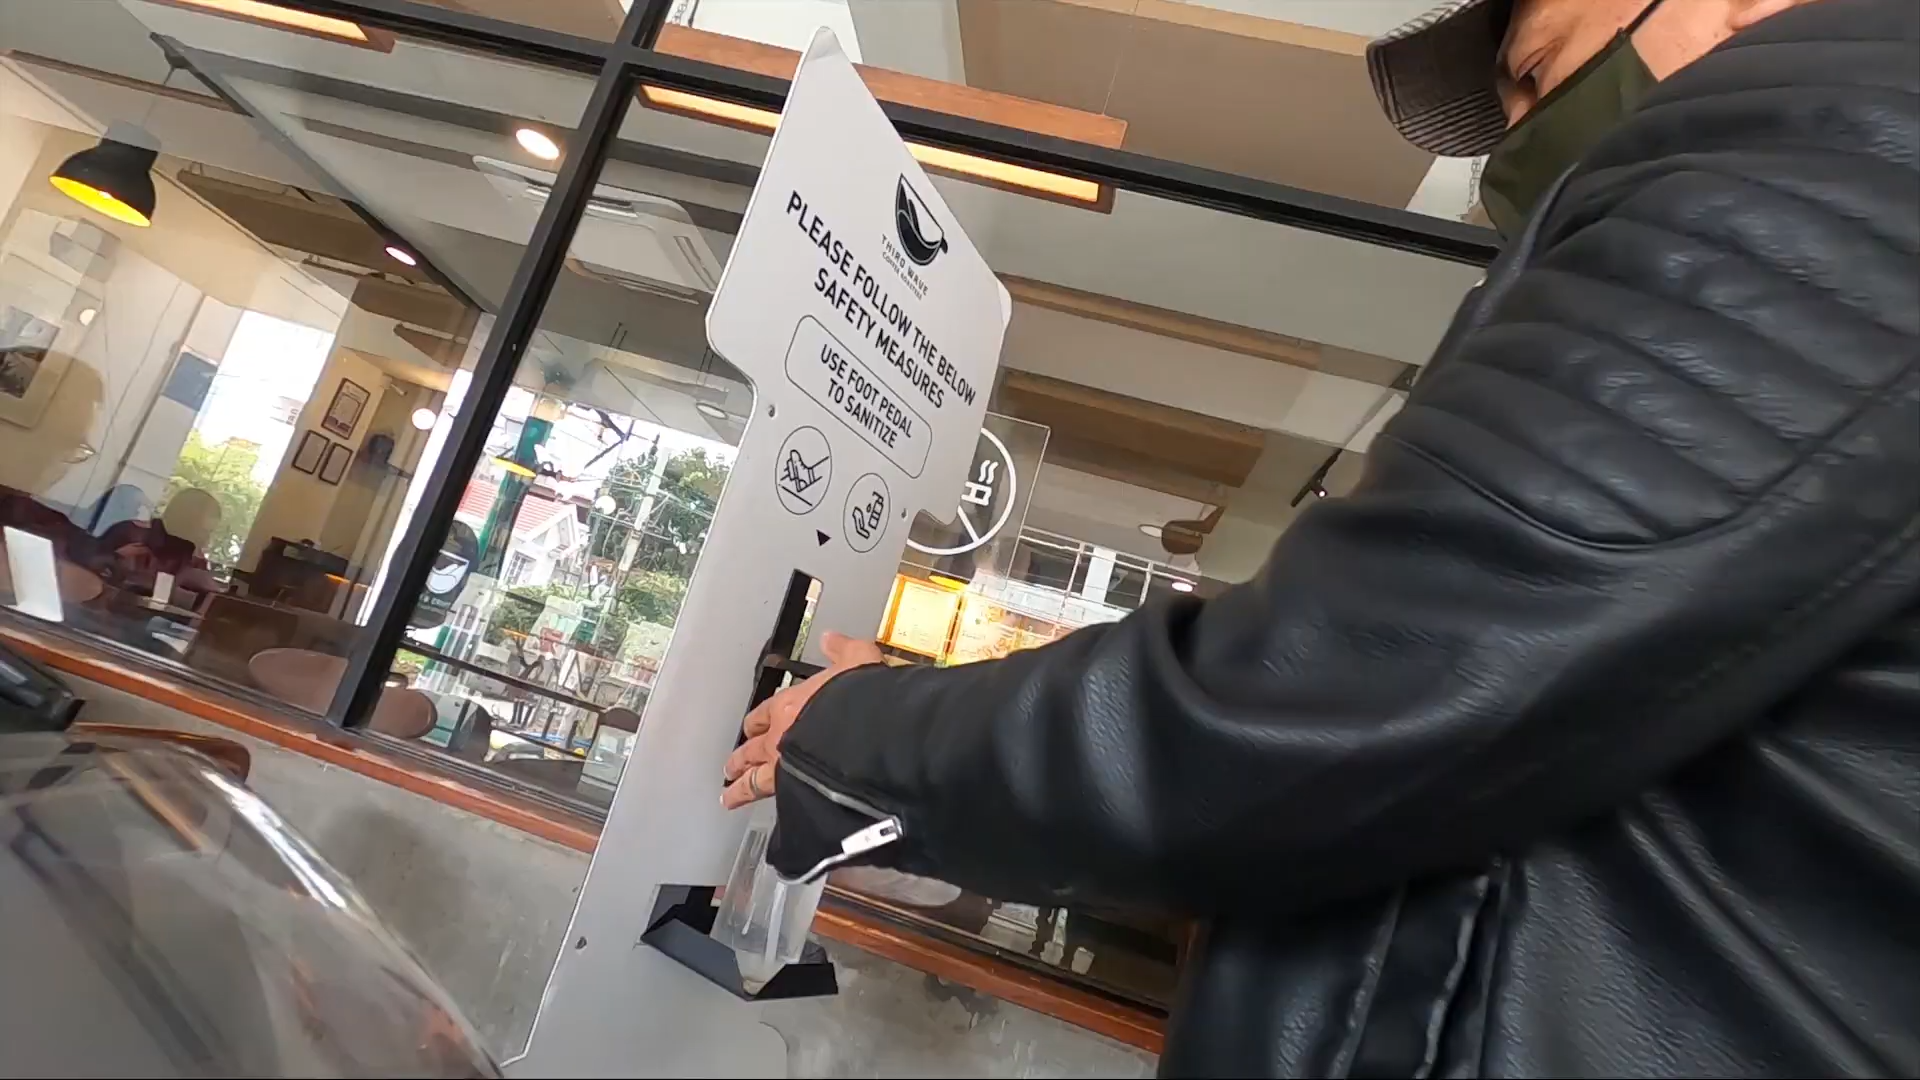 THIRD WAVE
COFFEE ROASTERS
PLEASE FOLLOW THE BELOW
SAFETY MEASURES
USE FOOT PEDAL
TO SANITIZE